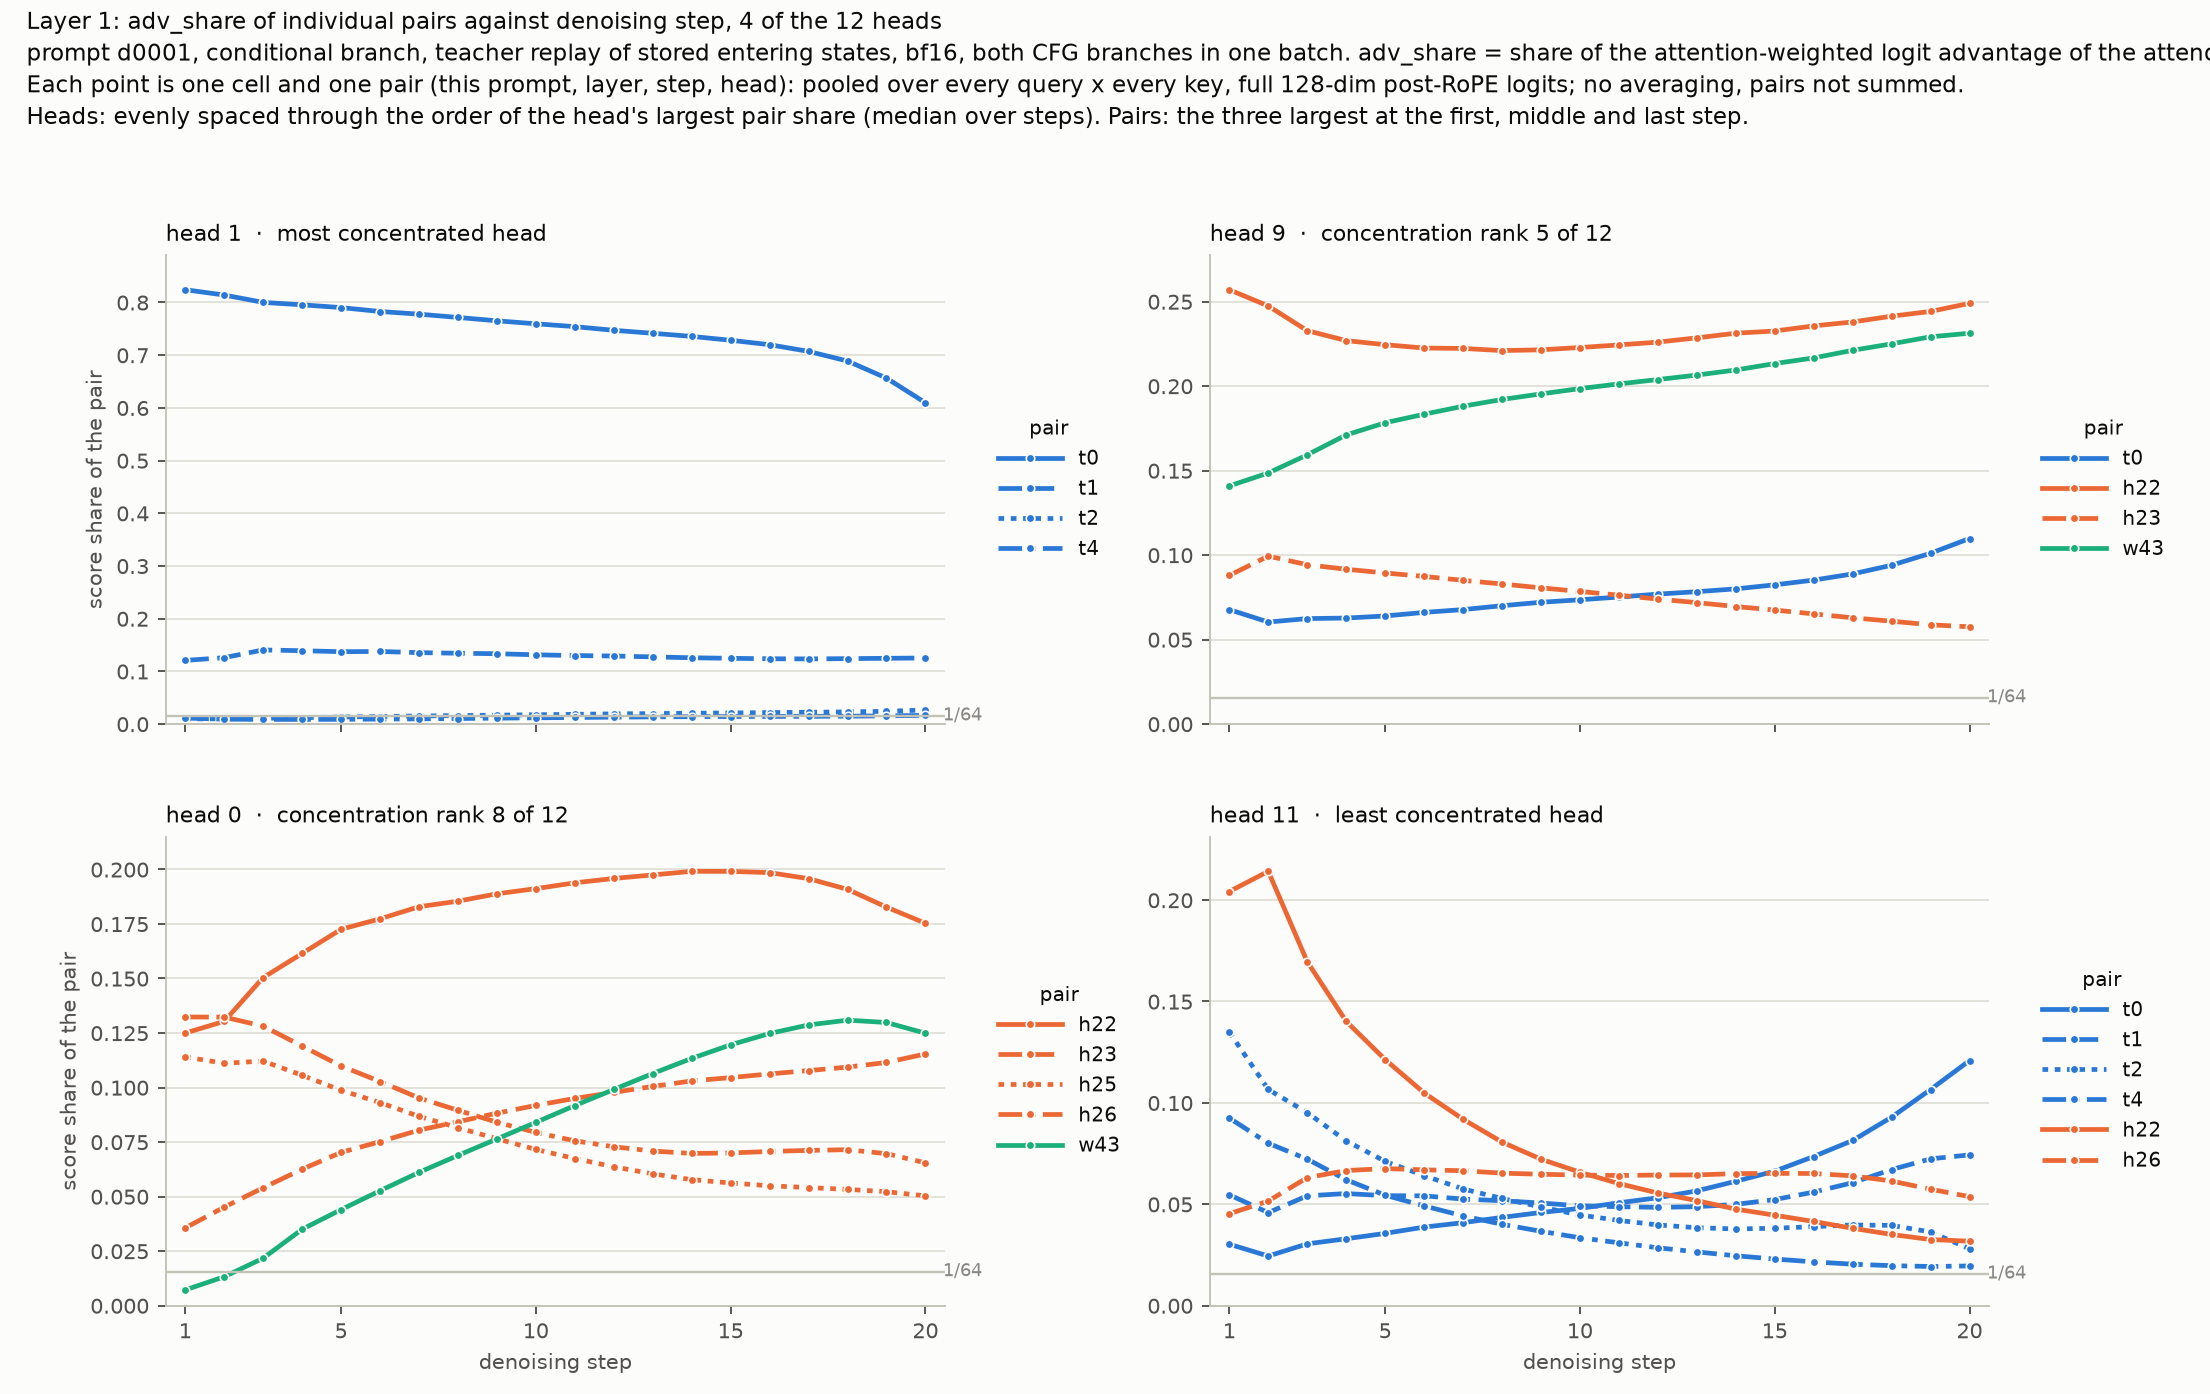 Layer 1: adv_share of individual pairs against denoising step, 4 of the 12 heads
prompt d0001, conditional branch, teacher replay of stored entering states, bf16, both CFG branches in one batch. adv_share = share of the attention-weighted logit advantage of the
Each point is one cell and one pair (this prompt, layer, step, head): pooled over every query x every key, full 128-dim post-RoPE logits; no averaging, pairs not summed.
Heads: evenly spaced through the order of the head's largest pair share (median over steps). Pairs: the three largest at the first, middle and last step.
head 1 · most concentrated head
score share of the pair
0.8
0.7
0.6
0.5
0.4
0.3
0.2
0.1
0.0
1/64
pair
t0
t1
t2
t4
head 9 · concentration rank 5 of 12
0.25
0.20
0.15
0.10
0.05
0.00
1/64
pair
t0
h22
h23
w43
head 0 · concentration rank 8 of 12
score share of the pair
0.200
0.175
0.150
0.125
0.100
0.075
0.050
0.025
0.000
1/64
1 5 10 15 20
denoising step
pair
h22
h23
h25
h26
w43
head 11 · least concentrated head
0.20
0.15
0.10
0.05
0.00
1/64
1 5 10 15 20
denoising step
pair
t0
t1
t2
t4
h22
h26